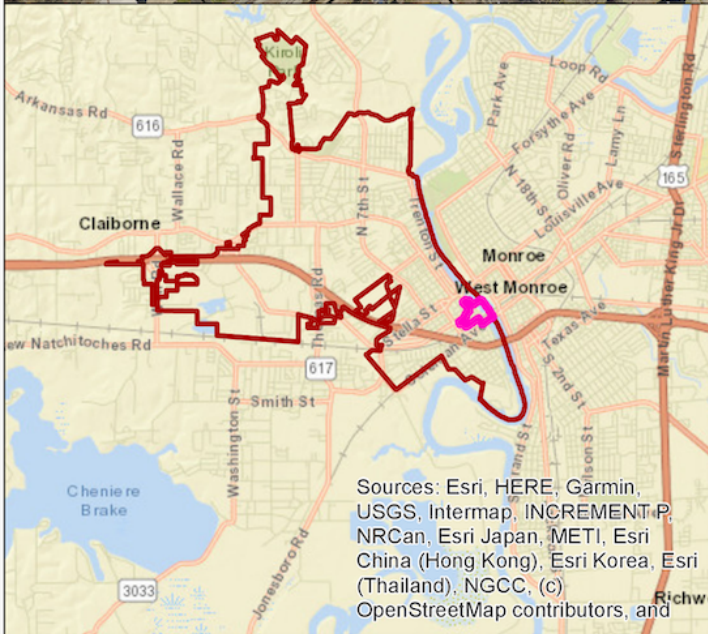 Kiroli
Park
Loop Rd
Park Ave
Sterlington Rd
Arkansas Rd
616
Forsythe Ave
Oliver Rd
Lamy Ln
Wallace Rd
165
N 18th St
N 7th St
Louisville Ave
Claiborne
Trenton St
Monroe
West Monroe
Martin Luther King Jr Dr
Stella St
Texas Ave
ew Natchitoches Rd
617
S 2nd St
Smith St
Washington St
Cheniere
Brake
Jonesboro Rd
3033
Sources: Esri, HERE, Garmin,
USGS, Intermap, INCREMENT P,
NRCan, Esri Japan, METI, Esri
China (Hong Kong), Esri Korea, Esri
(Thailand), NGCC, (c)
OpenStreetMap contributors, and
Richw